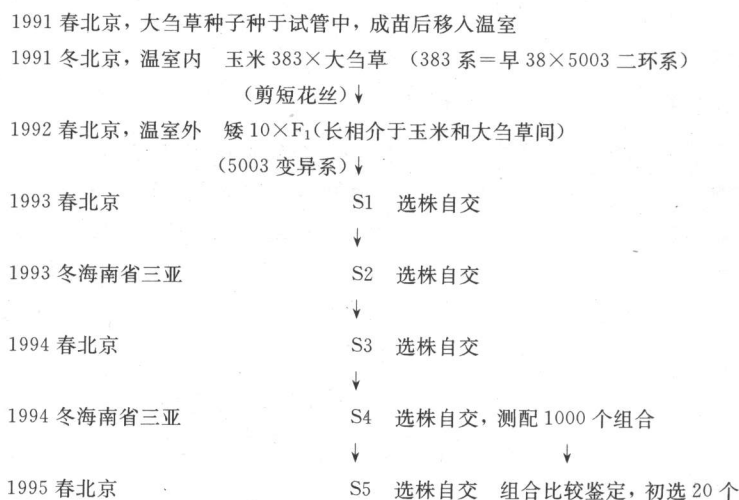 1991 春北京，大刍草种子种于试管中，成苗后移入温室
1991 冬北京，温室内 玉米 383×大刍草 （383 系＝早 38×5003 二环系）
（剪短花丝）↓
1992 春北京，温室外 矮 10×F₁（长相介于玉米和大刍草间）
（5003 变异系）↓
1993 春北京 S1 选株自交
↓
1993 冬海南省三亚 S2 选株自交
↓
1994 春北京 S3 选株自交
↓
1994 冬海南省三亚 S4 选株自交，测配 1000 个组合
↓ ↓
1995 春北京 S5 选株自交 组合比较鉴定，初选 20 个